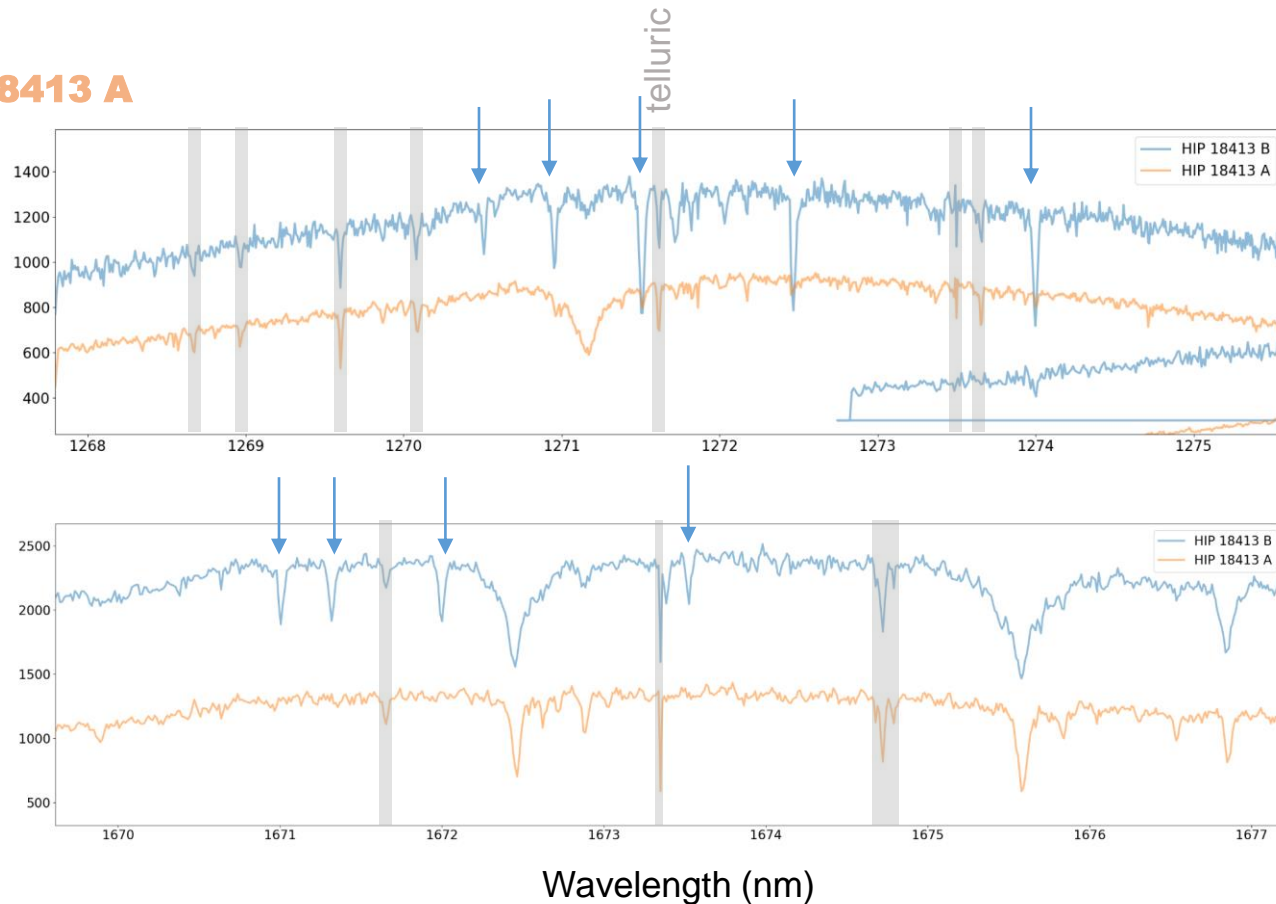 8413 A
telluric
HIP 18413 B
HIP 18413 A
1400
1200
1000
800
600
400
1268 1269 1270 1271 1272 1273 1274 1275
HIP 18413 B
HIP 18413 A
2500
2000
1500
1000
500
1670 1671 1672 1673 1674 1675 1676 1677
Wavelength (nm)